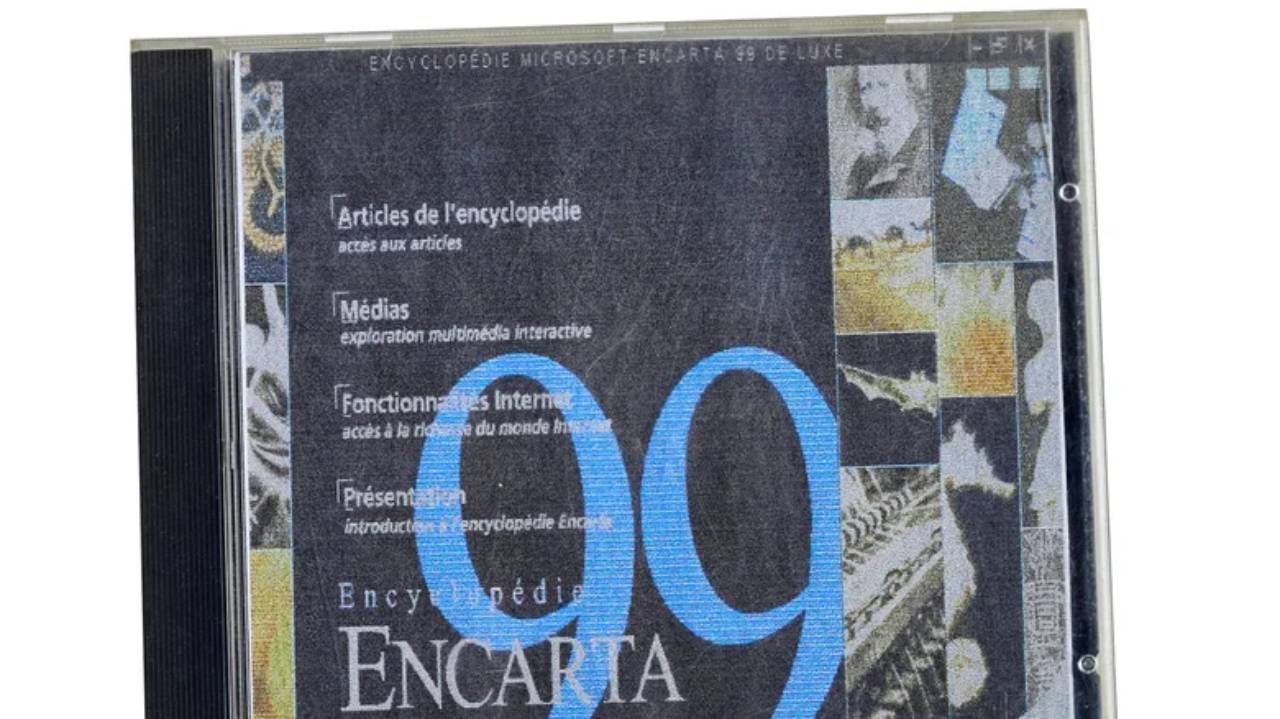 ENCYCLOPÉDIE MICROSOFT ENCARTA 99 DE LUXE
Articles de l'encyclopédie
accès aux articles
Médias
exploration multimédia interactive
Fonctionnalités Internet
accès à la richesse du monde Internet
Présentation
introduction à l'encyclopédie Encarta
99
Encyclopédie
ENCARTA